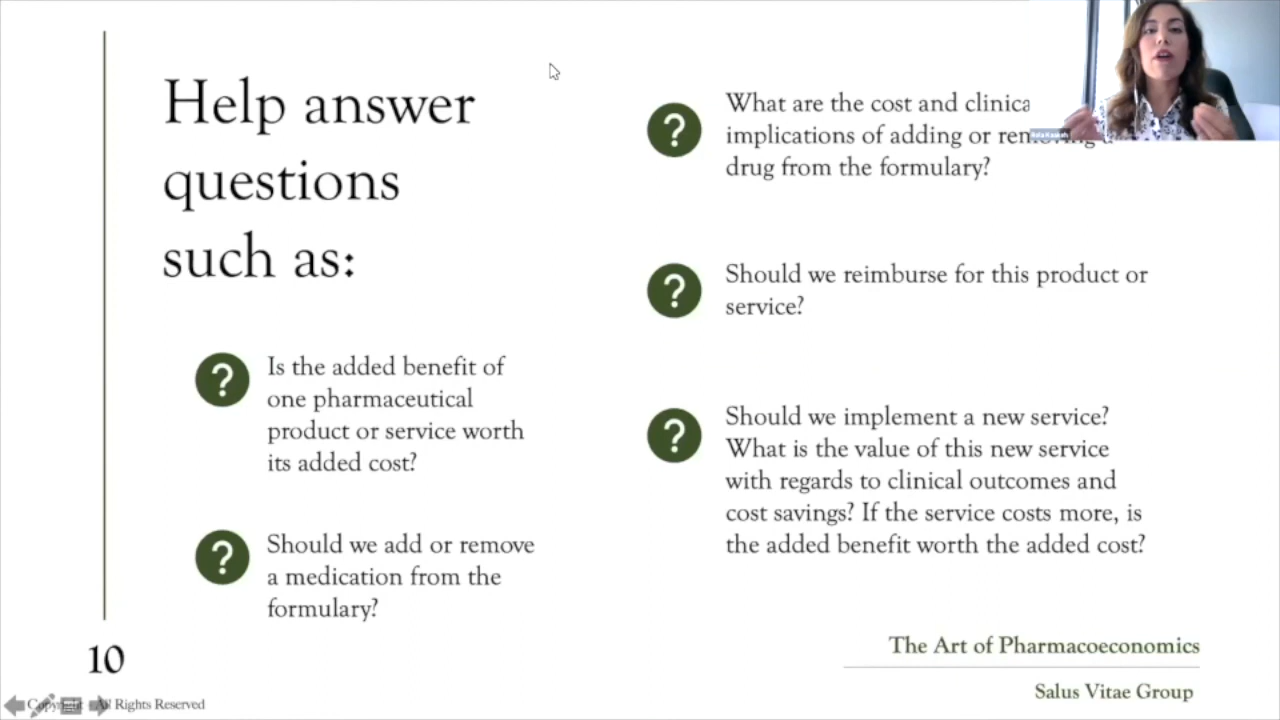 Help answer
questions
such as:
Is the added benefit of
one pharmaceutical
product or service worth
its added cost?
Should we add or remove
a medication from the
formulary?
What are the cost and clinica
implications of adding or removing a
drug from the formulary?
Should we reimburse for this product or
service?
Should we implement a new service?
What is the value of this new service
with regards to clinical outcomes and
cost savings? If the service costs more, is
the added benefit worth the added cost?
10
The Art of Pharmacoeconomics
Salus Vitae Group
Copyright All Rights Reserved